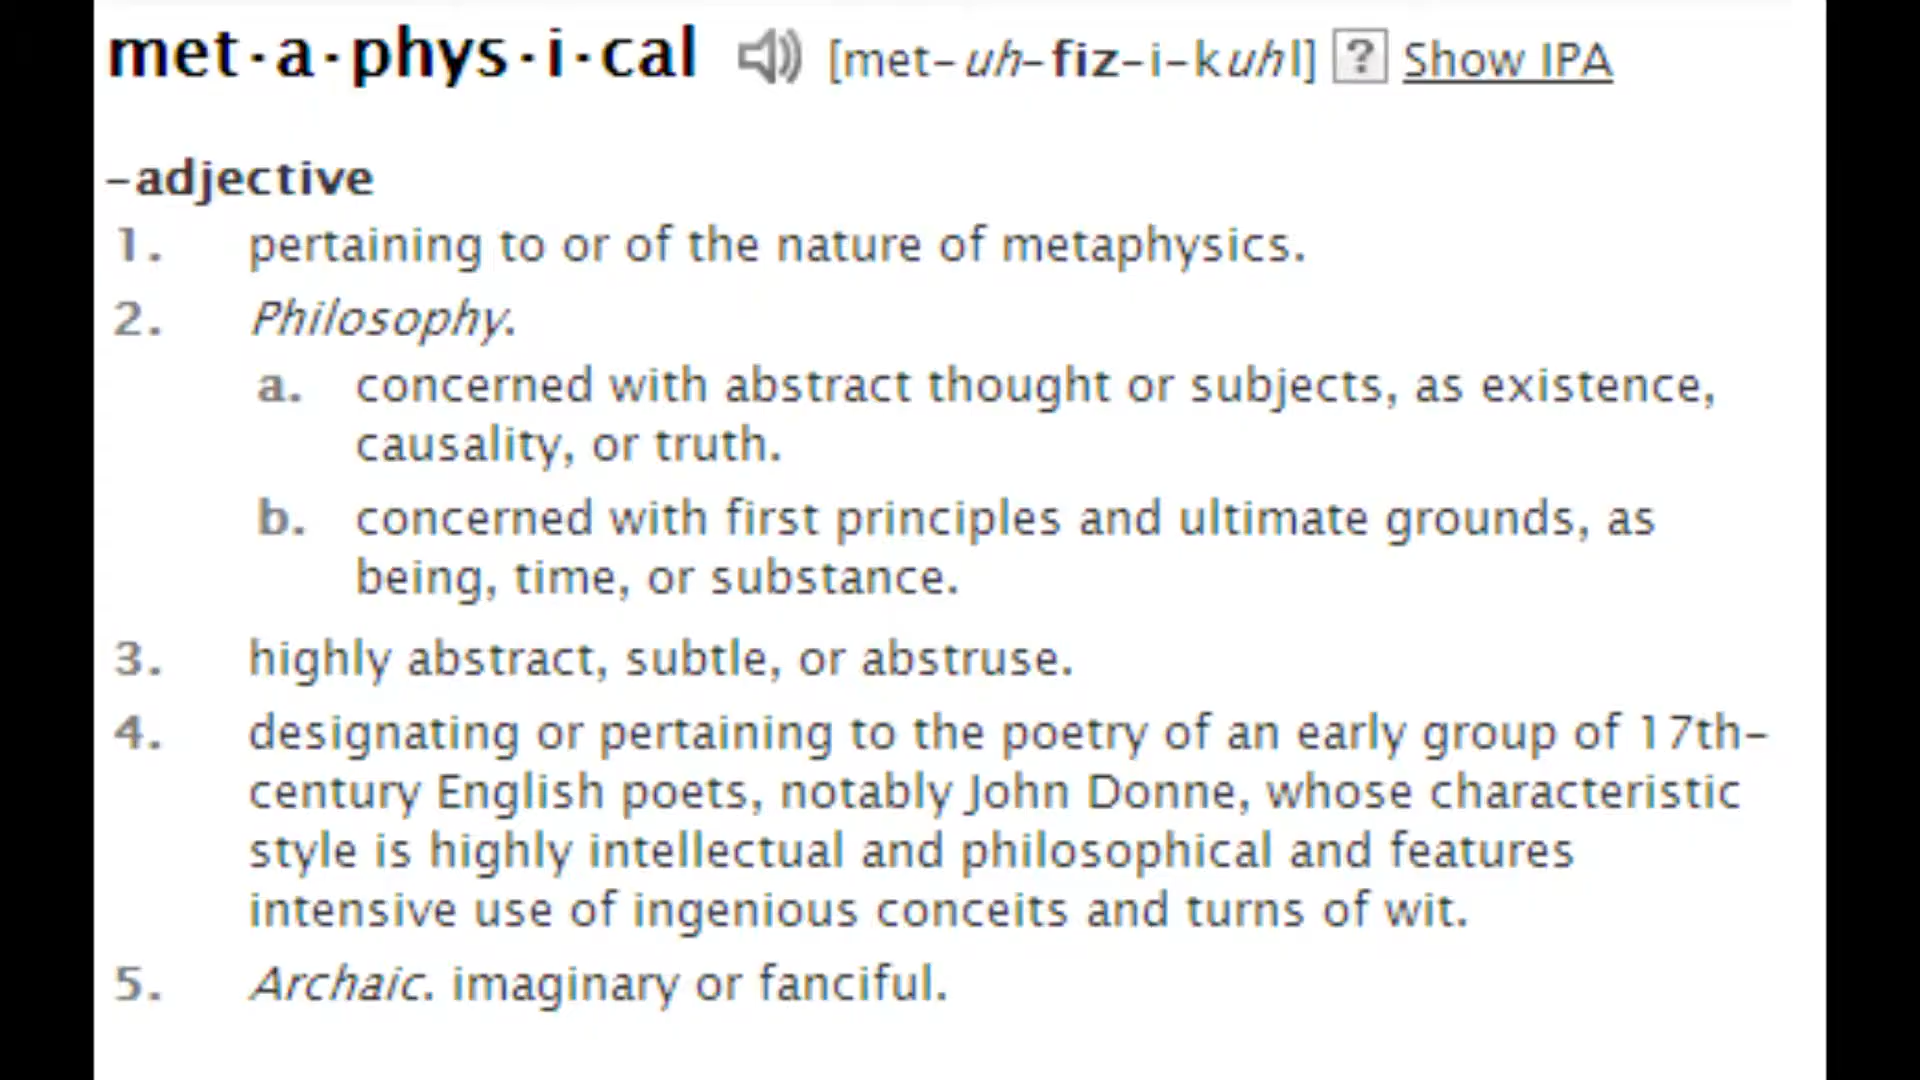 met·a·phys·i·cal [met-uh-fiz-i-kuhl] ? Show IPA
–adjective
1. pertaining to or of the nature of metaphysics.
2. Philosophy.
a. concerned with abstract thought or subjects, as existence,
causality, or truth.
b. concerned with first principles and ultimate grounds, as
being, time, or substance.
3. highly abstract, subtle, or abstruse.
4. designating or pertaining to the poetry of an early group of 17th-
century English poets, notably John Donne, whose characteristic
style is highly intellectual and philosophical and features
intensive use of ingenious conceits and turns of wit.
5. Archaic. imaginary or fanciful.